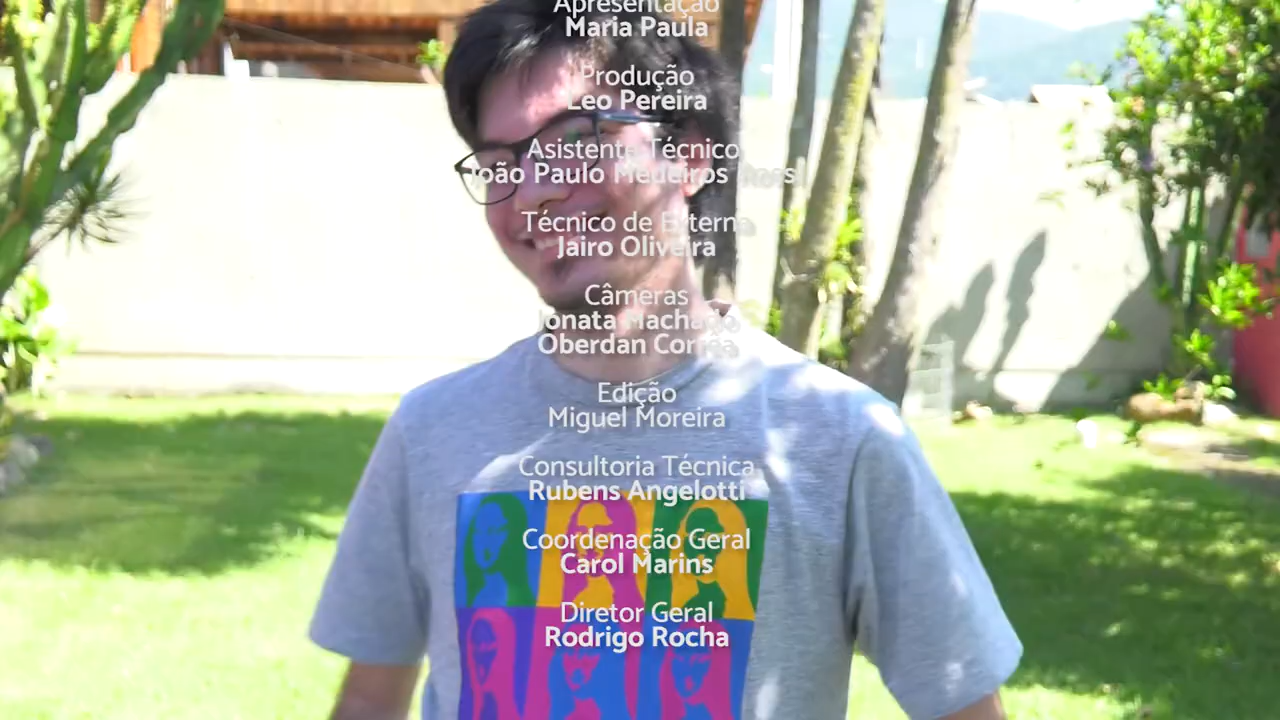 Apresentação
Maria Paula
Produção
Leo Pereira
Asistente Técnico
João Paulo Medeiros Rossi
Técnico de Externa
Jairo Oliveira
Câmeras
Jonata Machado
Oberdan Corrêa
Edição
Miguel Moreira
Consultoria Técnica
Rubens Angelotti
Coordenação Geral
Carol Marins
Diretor Geral
Rodrigo Rocha